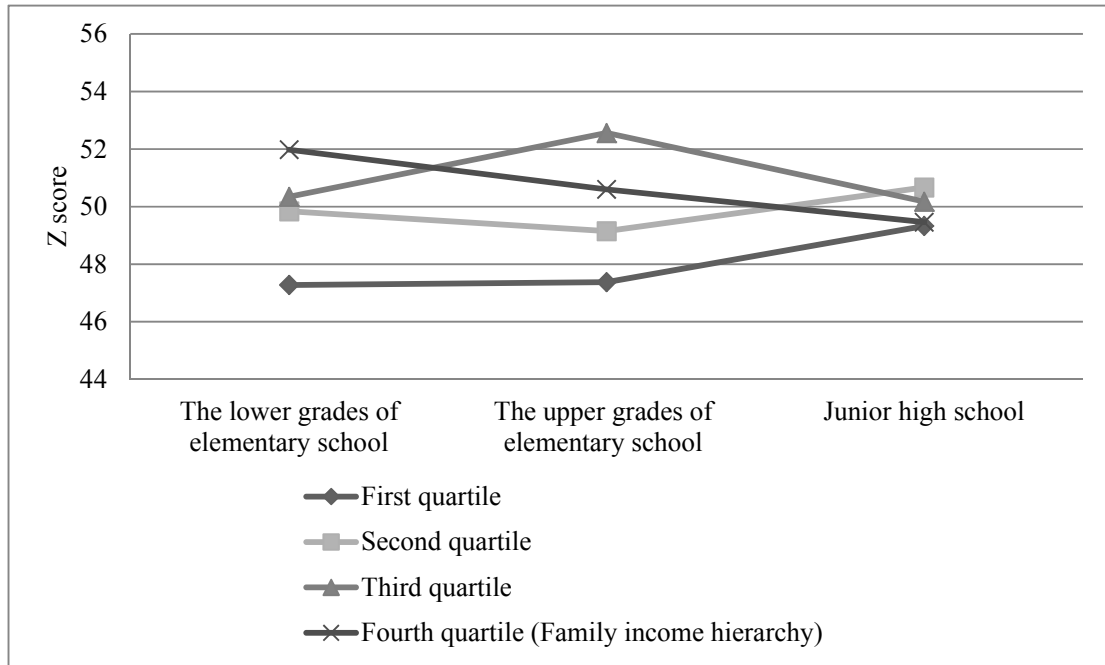 56
54
52
50
48
46
44
Z score
The lower grades of
elementary school
The upper grades of
elementary school
Junior high school
First quartile
Second quartile
Third quartile
Fourth quartile (Family income hierarchy)